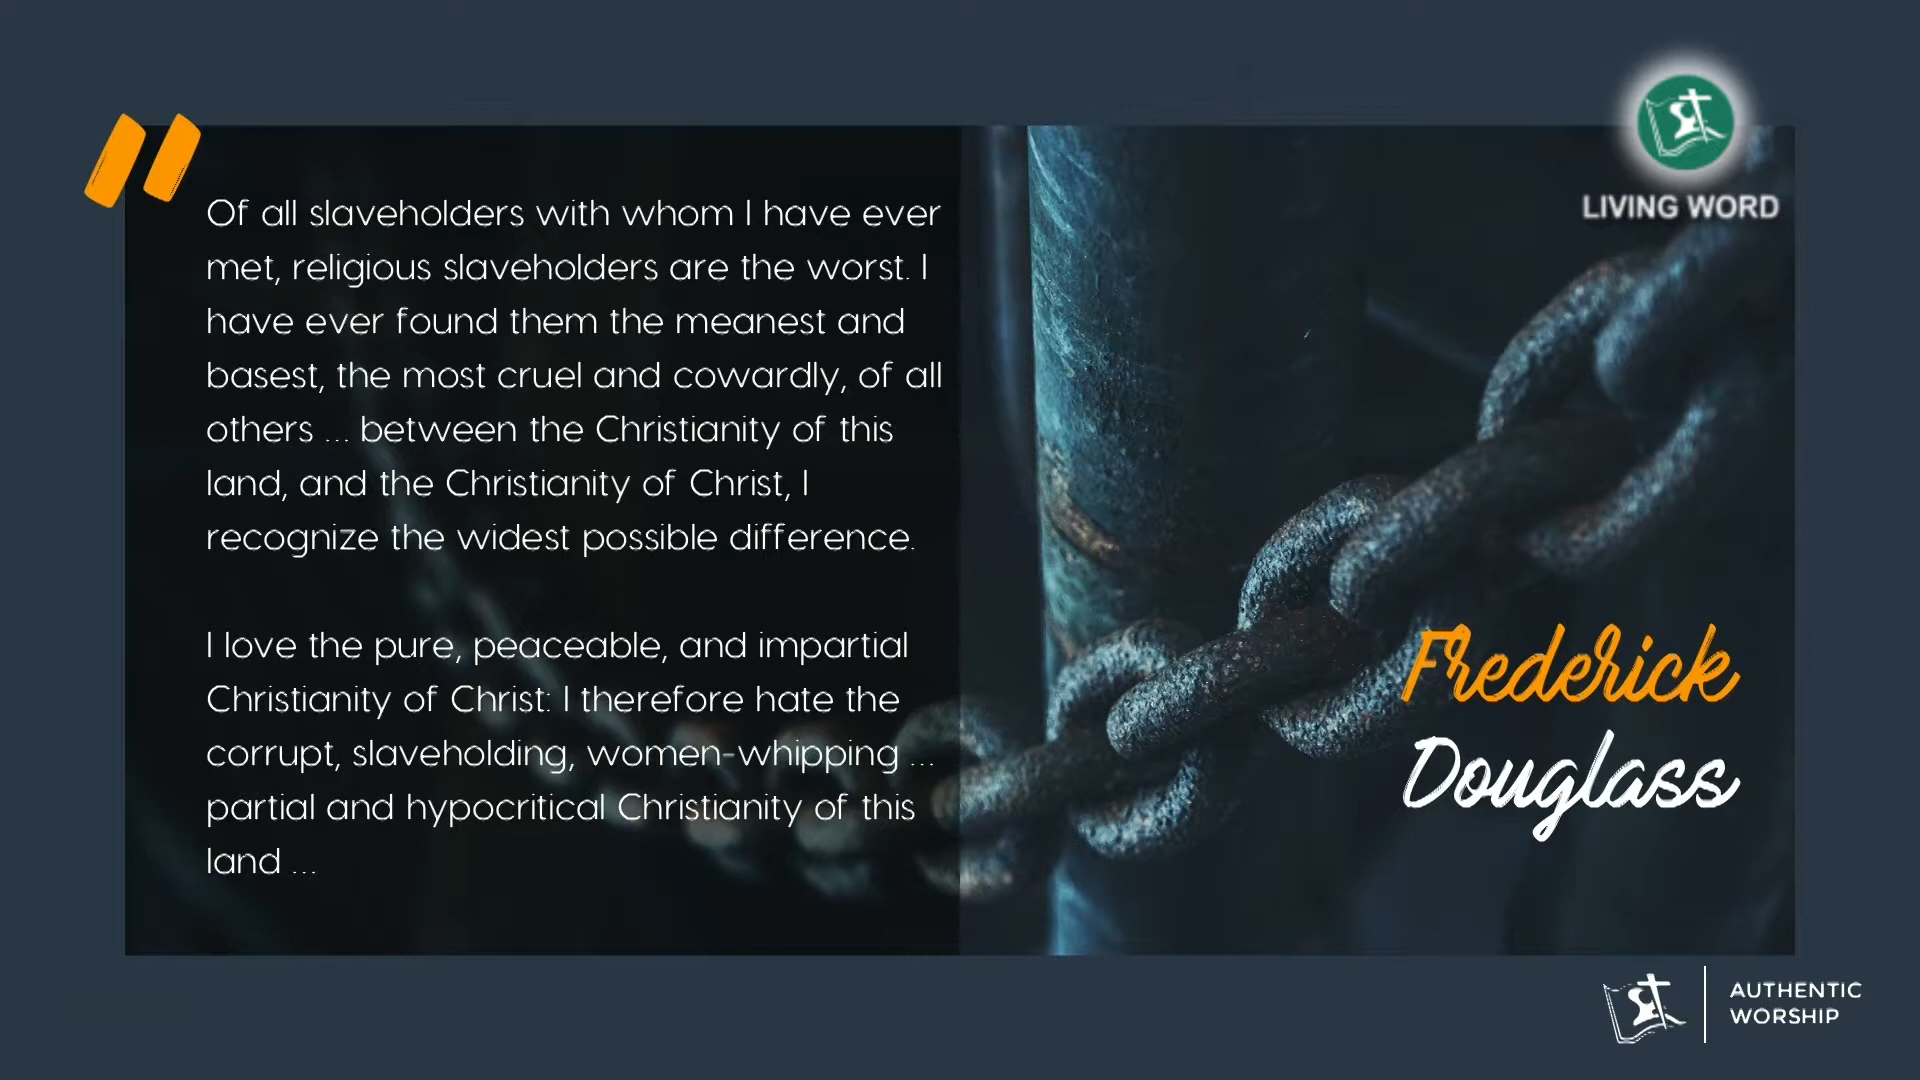 Of all slaveholders with whom I have ever
met, religious slaveholders are the worst. I
have ever found them the meanest and
basest, the most cruel and cowardly, of all
others ... between the Christianity of this
land, and the Christianity of Christ, I
recognize the widest possible difference.
I love the pure, peaceable, and impartial
Christianity of Christ: I therefore hate the
corrupt, slaveholding, women-whipping ...
partial and hypocritical Christianity of this
land ...
LIVING WORD
Frederick
Douglass
AUTHENTIC
WORSHIP